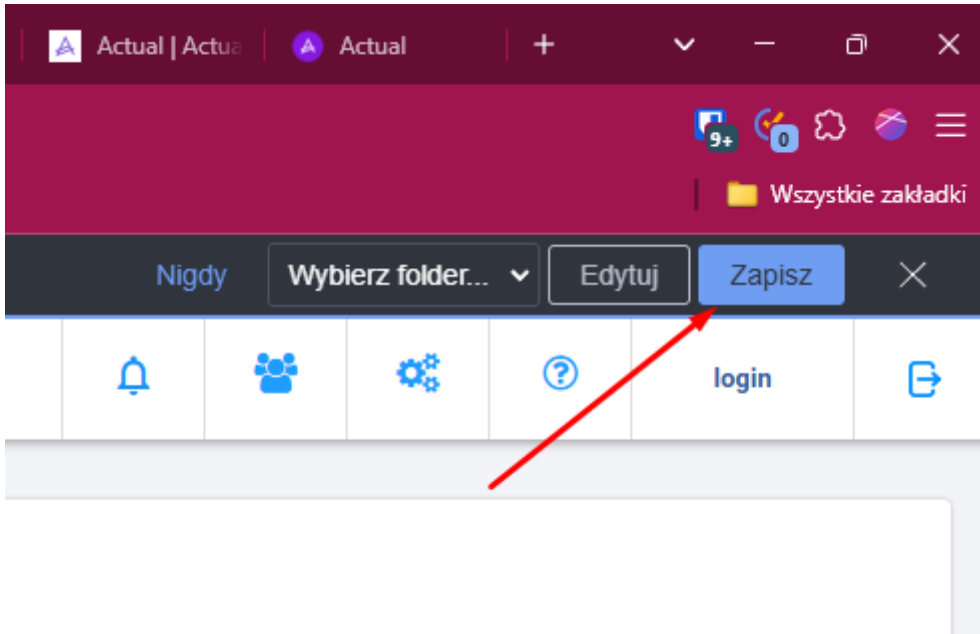 Actual | Actua
Actual
9+
0
Wszystkie zakładki
Nigdy
Wybierz folder...
Edytuj
Zapisz
login